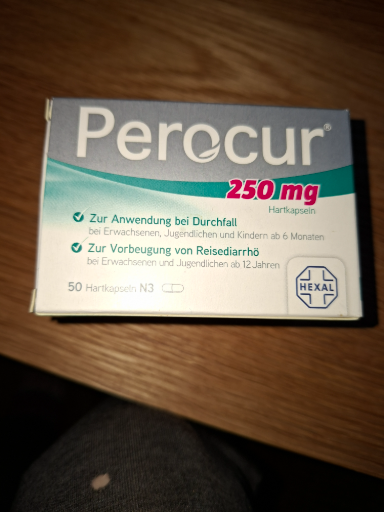 Perocur®
250 mg
Hartkapseln
Zur Anwendung bei Durchfall
bei Erwachsenen, Jugendlichen und Kindern ab 6 Monaten
Zur Vorbeugung von Reisediarrhö
bei Erwachsenen und Jugendlichen ab 12 Jahren
50 Hartkapseln N3
HEXAL